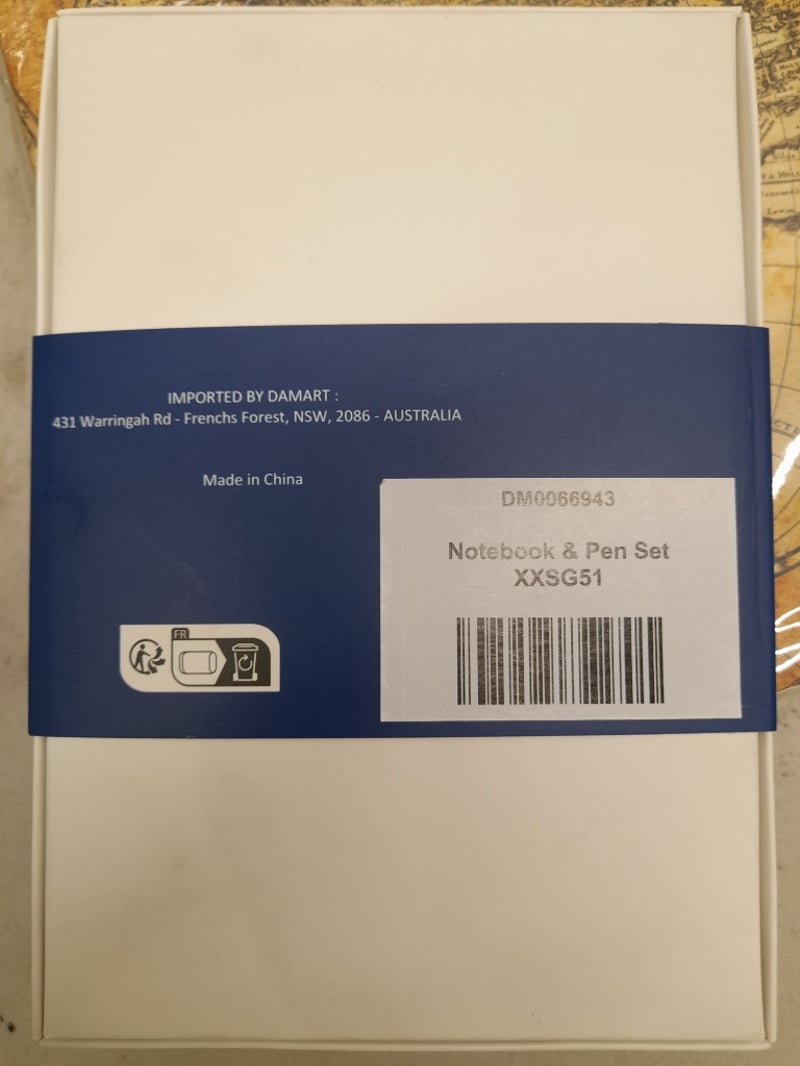 IMPORTED BY DAMART :
431 Warringah Rd - Frenchs Forest, NSW, 2086 - AUSTRALIA
Made in China
DM0066943
Notebook & Pen Set
XXSG51
FR